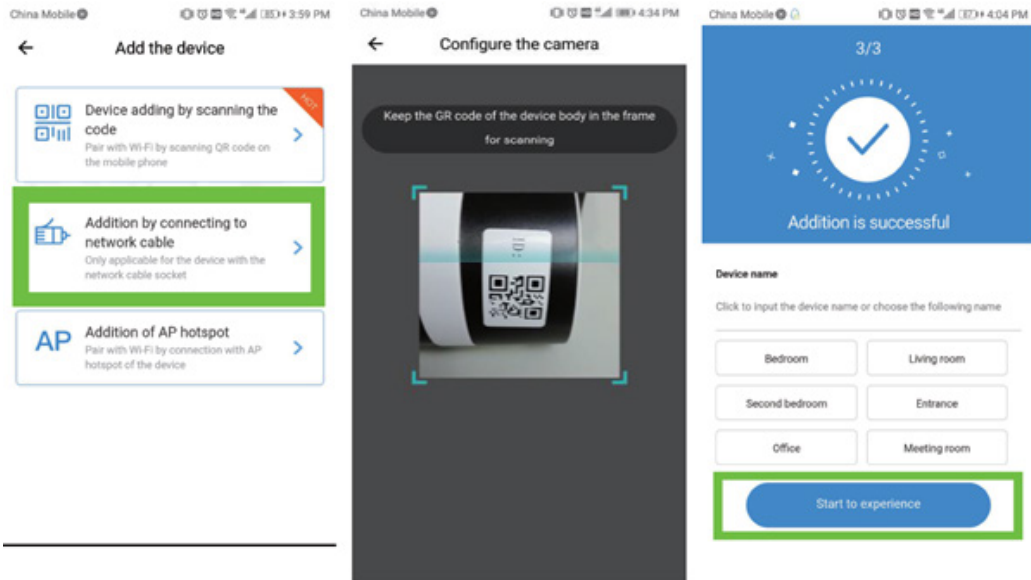 China Mobile 3:59 PM
Add the device
HOT
Device adding by scanning the
code
Pair with Wi-Fi by scanning QR code on
the mobile phone
Addition by connecting to
network cable
Only applicable for the device with the
network cable socket
AP
Addition of AP hotspot
Pair with Wi-Fi by connection with AP
hotspot of the device
China Mobile 4:34 PM
Configure the camera
Keep the GR code of the device body in the frame
for scanning
ID:
China Mobile 4:04 PM
3/3
Addition is successful
Device name
Click to input the device name or choose the following name
Bedroom
Living room
Second bedroom
Entrance
Office
Meeting room
Start to experience